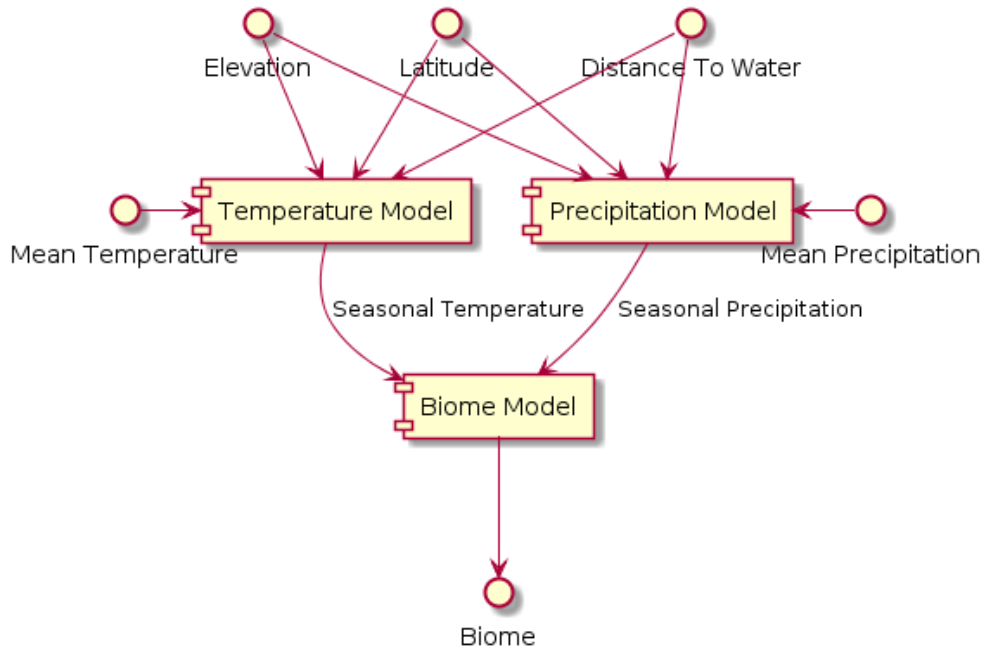 Elevation
Latitude
Distance To Water
Temperature Model
Precipitation Model
Mean Temperature
Mean Precipitation
Seasonal Temperature
Seasonal Precipitation
Biome Model
Biome